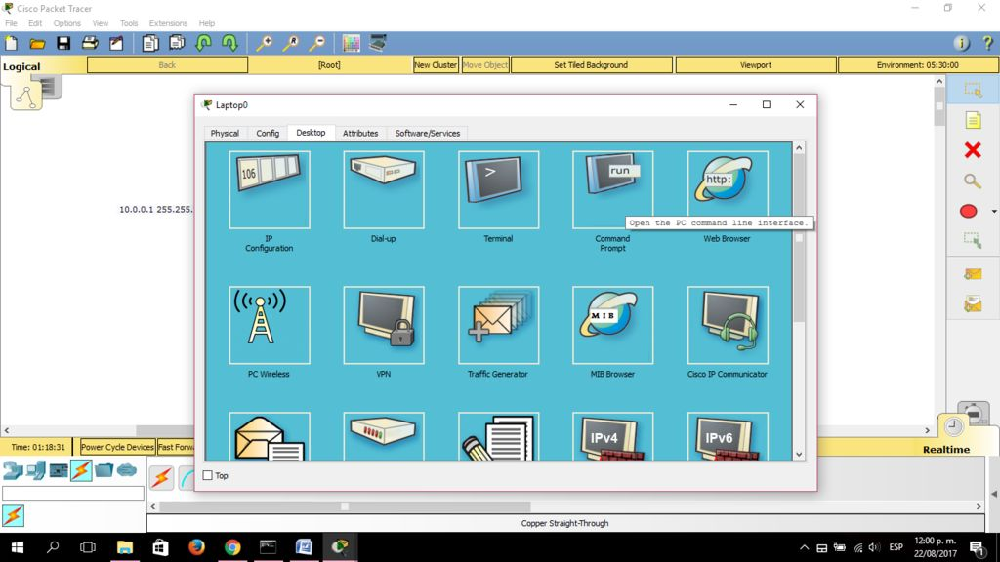 Cisco Packet Tracer
File Edit Options View Tools Extensions Help
Logical
Back
[Root]
New Cluster
Move Object
Set Tiled Background
Viewport
Environment: 05:30:00
Laptop0
Physical Config Desktop Attributes Software/Services
106
>
run
http:
10.0.0.1 255.255.
Open the PC command line interface.
IP
Configuration
Dial-up
Terminal
Command
Prompt
Web Browser
MIB
PC Wireless
VPN
Traffic Generator
MIB Browser
Cisco IP Communicator
IPv4
IPv6
Time: 01:18:31
Power Cycle Devices
Fast Forw
Realtime
Top
Copper Straight-Through
ESP
12:00 p. m.
22/08/2017
1